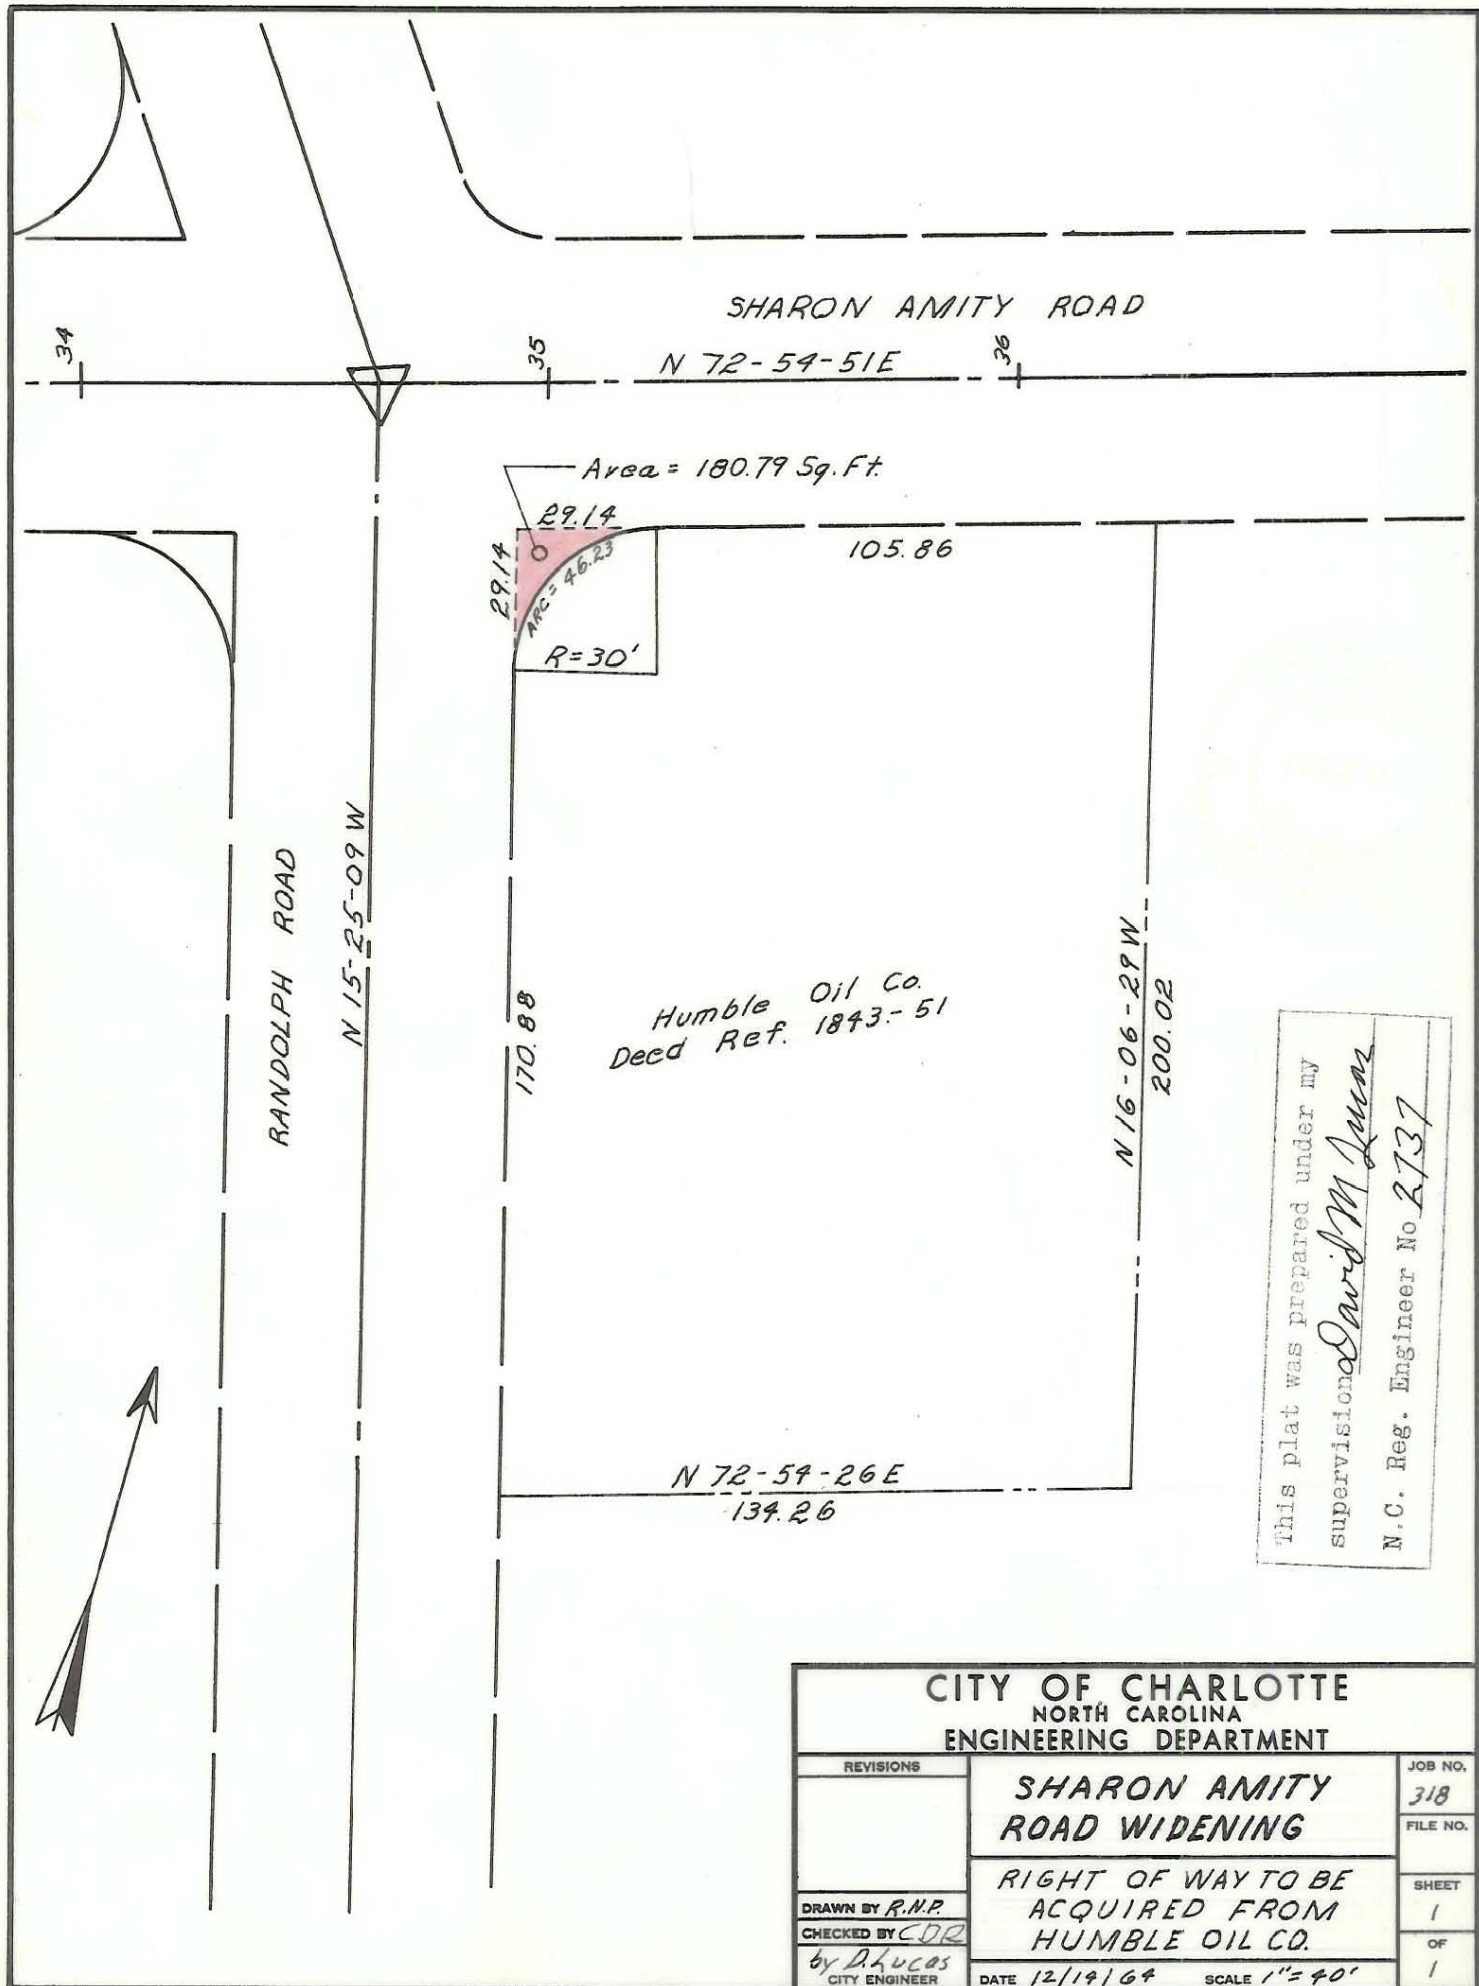 SHARON AMITY ROAD
34
35
36
N 72-54-51E
Area = 180.79 Sq. Ft.
29.14
29.14
ARC = 46.23
R=30'
105.86
RANDOLPH ROAD
N 15-25-09 W
170.88
Humble Oil Co.
Deed Ref. 1843-51
N 16-06-29 W
200.02
N 72-54-26 E
134.26
This plat was prepared under my
supervision David M Lucas
N.C. Reg. Engineer No 2737
CITY OF CHARLOTTE
NORTH CAROLINA
ENGINEERING DEPARTMENT
REVISIONS
SHARON AMITY
ROAD WIDENING
JOB NO.
318
FILE NO.
RIGHT OF WAY TO BE
ACQUIRED FROM
HUMBLE OIL CO.
SHEET
1
OF
1
DRAWN BY R.N.P.
CHECKED BY CDR
by D. Lucas
CITY ENGINEER
DATE 12/14/64 SCALE 1"=40'